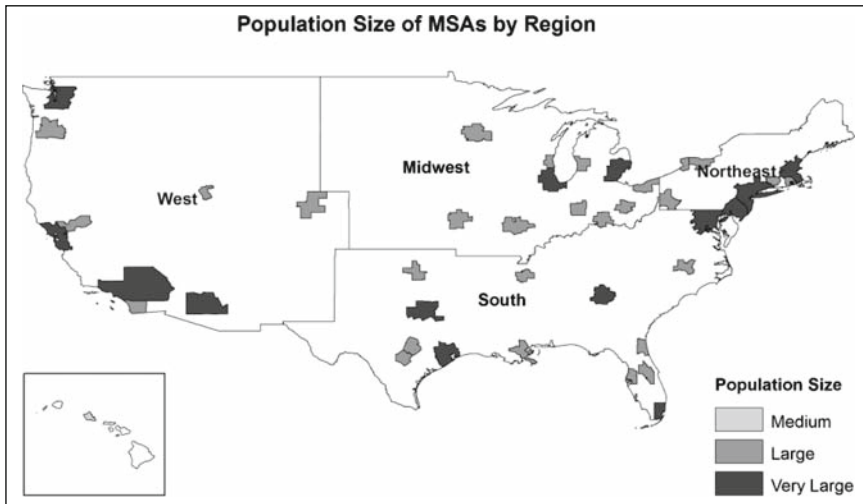 Population Size of MSAs by Region
Midwest
Northeast
West
South
Population Size
Medium
Large
Very Large